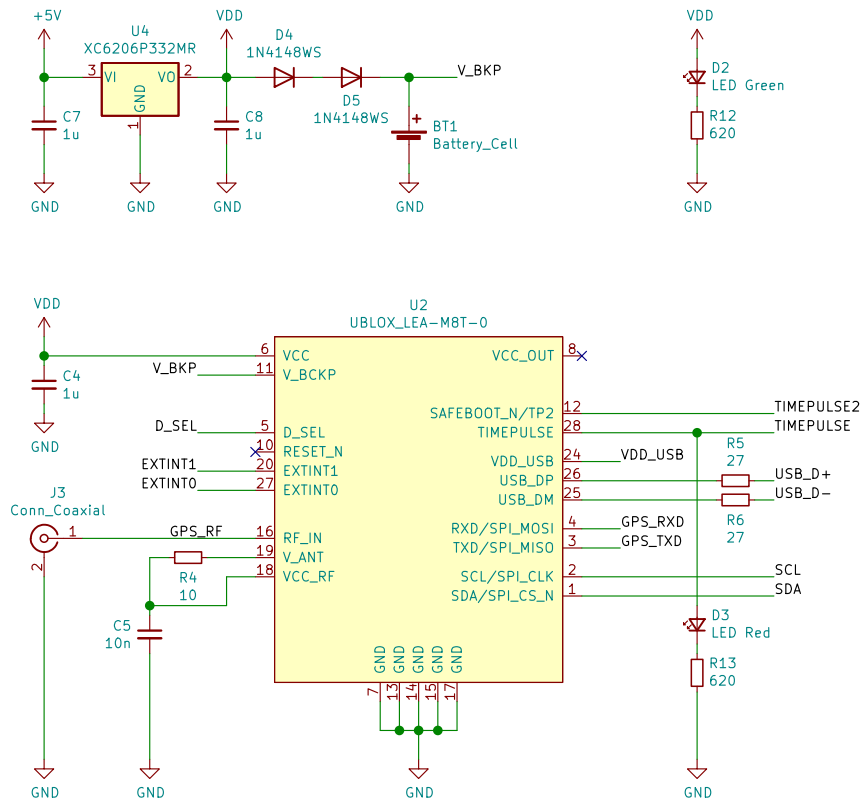 +5V
U4
XC6206P332MR
3
VI
VO
2
GND
1
C7
1u
GND
GND
VDD
D4
1N4148WS
D5
1N4148WS
V_BKP
C8
1u
GND
+
BT1
Battery_Cell
GND
VDD
D2
LED Green
R12
620
GND
VDD
C4
1u
GND
U2
UBLOX_LEA-M8T-0
6
VCC
V_BKP
11
V_BCKP
D_SEL
5
D_SEL
10
RESET_N
EXTINT1
20
EXTINT1
EXTINT0
27
EXTINT0
J3
Conn_Coaxial
1
2
GPS_RF
16
RF_IN
19
V_ANT
18
VCC_RF
R4
10
C5
10n
VCC_OUT
8
SAFEBOOT_N/TP2
12
TIMEPULSE2
TIMEPULSE
28
TIMEPULSE
VDD_USB
24
VDD_USB
USB_DP
26
R5
27
USB_D+
USB_DM
25
R6
27
USB_D-
RXD/SPI_MOSI
4
GPS_RXD
TXD/SPI_MISO
3
GPS_TXD
SCL/SPI_CLK
2
SCL
SDA/SPI_CS_N
1
SDA
GND
GND
GND
GND
GND
7
13
14
15
17
D3
LED Red
R13
620
GND
GND
GND
GND